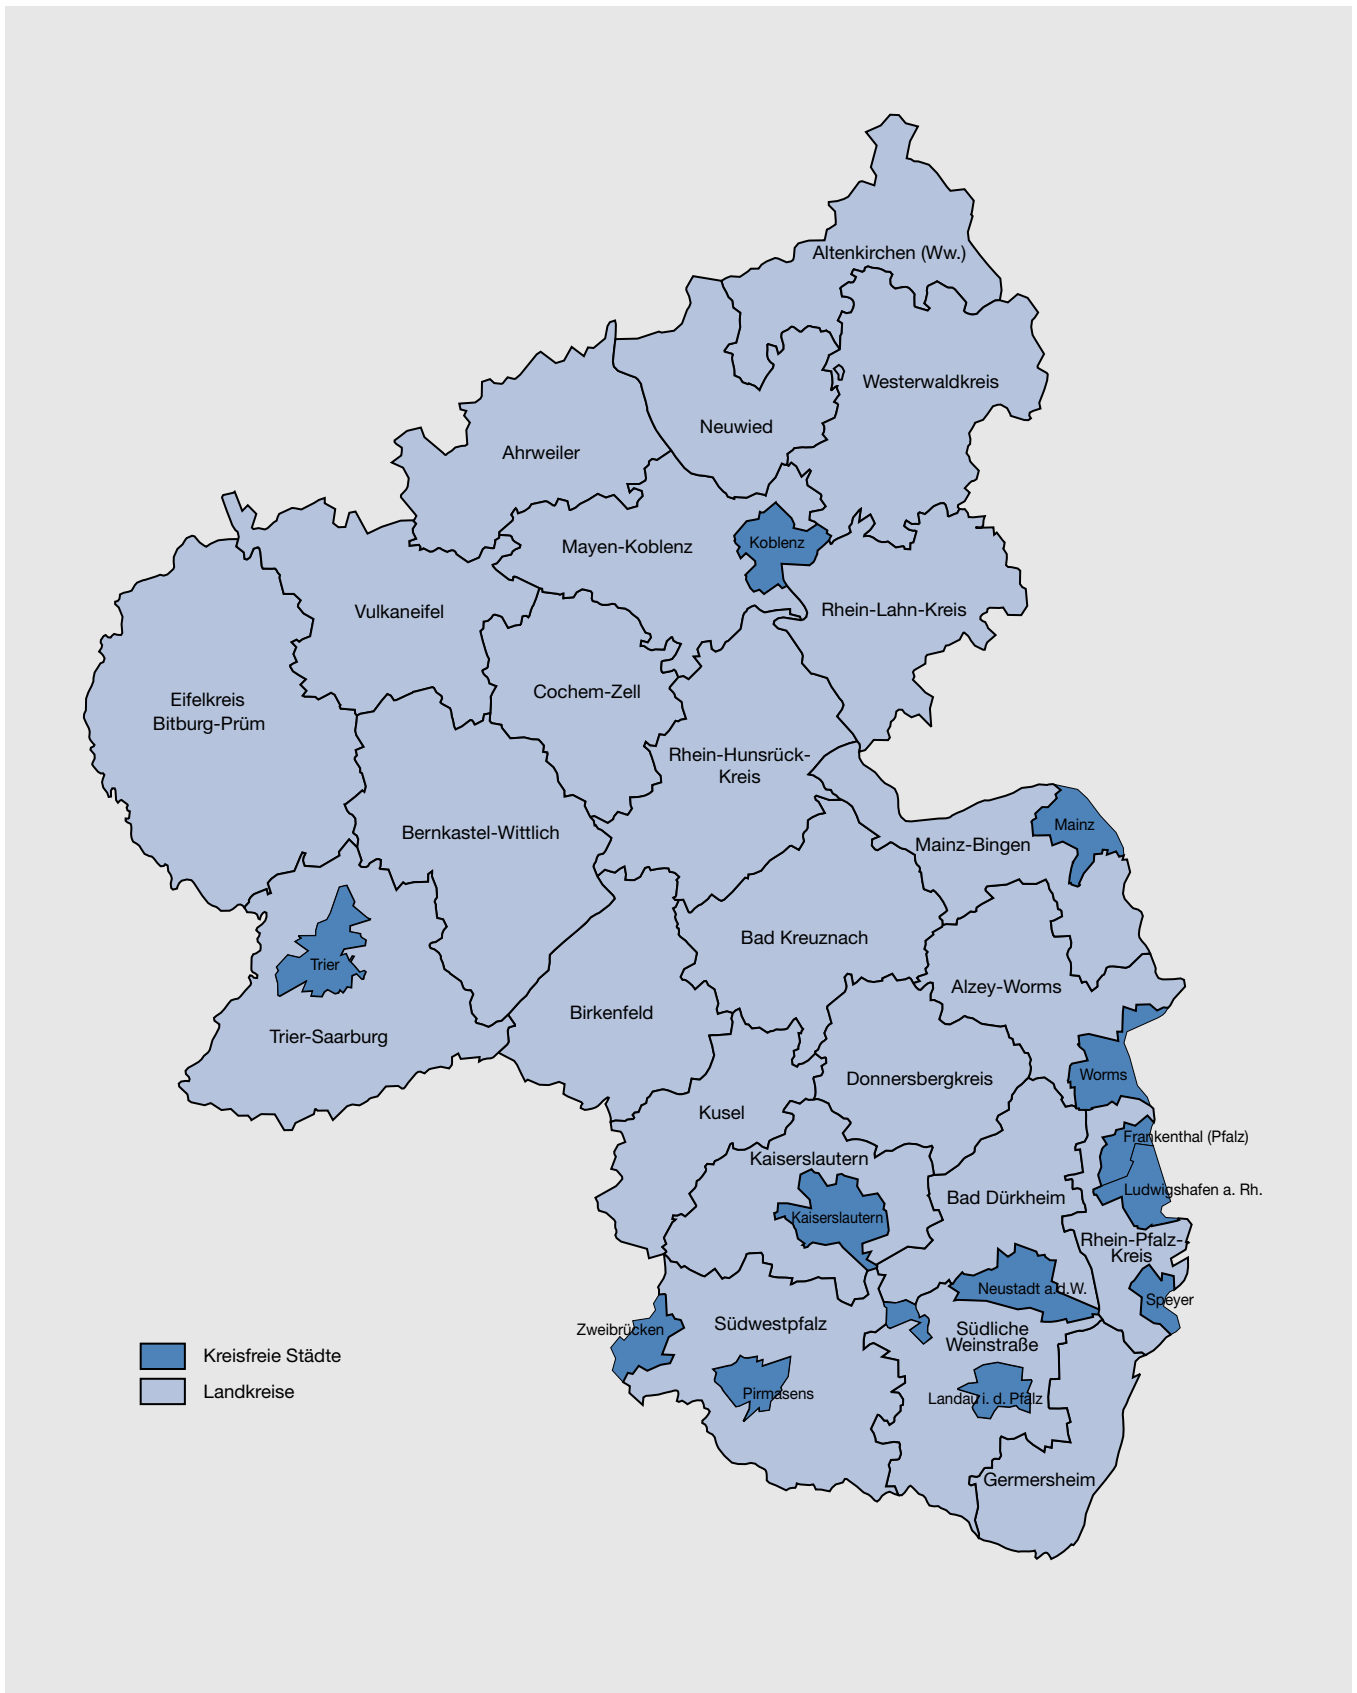 Altenkirchen (Ww.)
Westerwaldkreis
Neuwied
Ahrweiler
Koblenz
Mayen-Koblenz
Rhein-Lahn-Kreis
Vulkaneifel
Cochem-Zell
Eifelkreis
Bitburg-Prüm
Rhein-Hunsrück-
Kreis
Mainz
Bernkastel-Wittlich
Mainz-Bingen
Bad Kreuznach
Trier
Alzey-Worms
Birkenfeld
Trier-Saarburg
Worms
Donnersbergkreis
Kusel
Frankenthal (Pfalz)
Kaiserslautern
Ludwigshafen a. Rh.
Bad Dürkheim
Kaiserslautern
Rhein-Pfalz-
Kreis
Neustadt a.d.W.
Speyer
Südwestpfalz
Zweibrücken
Südliche
Weinstraße
Pirmasens
Landau i. d. Pfalz
Germersheim
Kreisfreie Städte
Landkreise